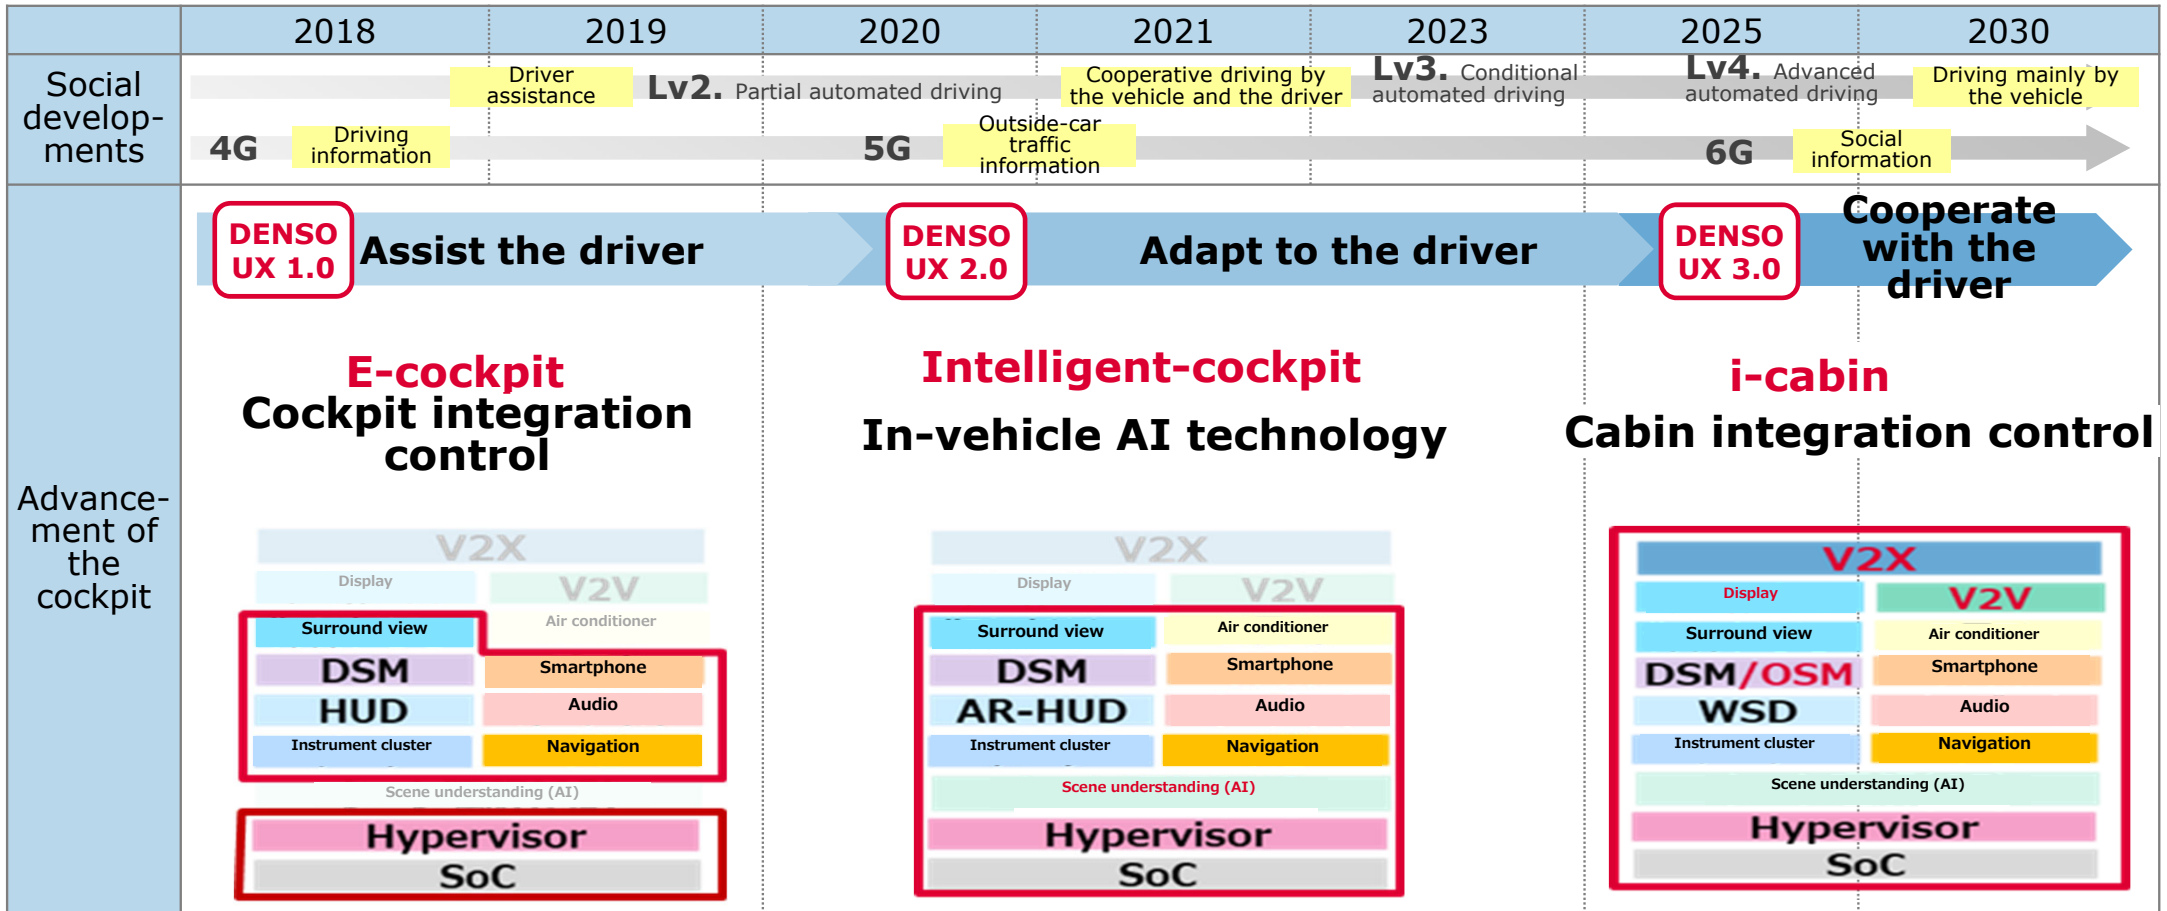 2018 2019 2020 2021 2023 2025 2030
Social
develop-
ments
Driver
assistance
Lv2. Partial automated driving
Cooperative driving by
the vehicle and the driver
Lv3. Conditional
automated driving
Lv4. Advanced
automated driving
Driving mainly by
the vehicle
4G
Driving
information
5G
Outside-car
traffic
information
6G
Social
information
Advance-
ment of
the
cockpit
DENSO
UX 1.0
Assist the driver
DENSO
UX 2.0
Adapt to the driver
DENSO
UX 3.0
Cooperate
with the
driver
E-cockpit
Cockpit integration
control
Intelligent-cockpit
In-vehicle AI technology
i-cabin
Cabin integration control
V2X
Display V2V
Surround view Air conditioner
DSM Smartphone
HUD Audio
Instrument cluster Navigation
Scene understanding (AI)
Hypervisor
SoC
V2X
Display V2V
Surround view Air conditioner
DSM Smartphone
AR-HUD Audio
Instrument cluster Navigation
Scene understanding (AI)
Hypervisor
SoC
V2X
Display V2V
Surround view Air conditioner
DSM/OSM Smartphone
WSD Audio
Instrument cluster Navigation
Scene understanding (AI)
Hypervisor
SoC